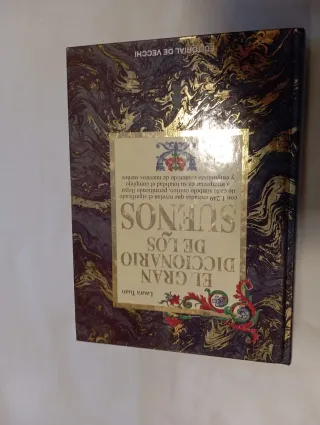 Laura Tuan
EL GRAN
DICCIONARIO
DE LOS
SUEÑOS
con 1.249 entradas que revelan el significado
de cada símbolo onírico, permitiendo llegar
a interpretar en su totalidad el complejo
y enigmático contenido de nuestros sueños
EDITORIAL DE VECCHI